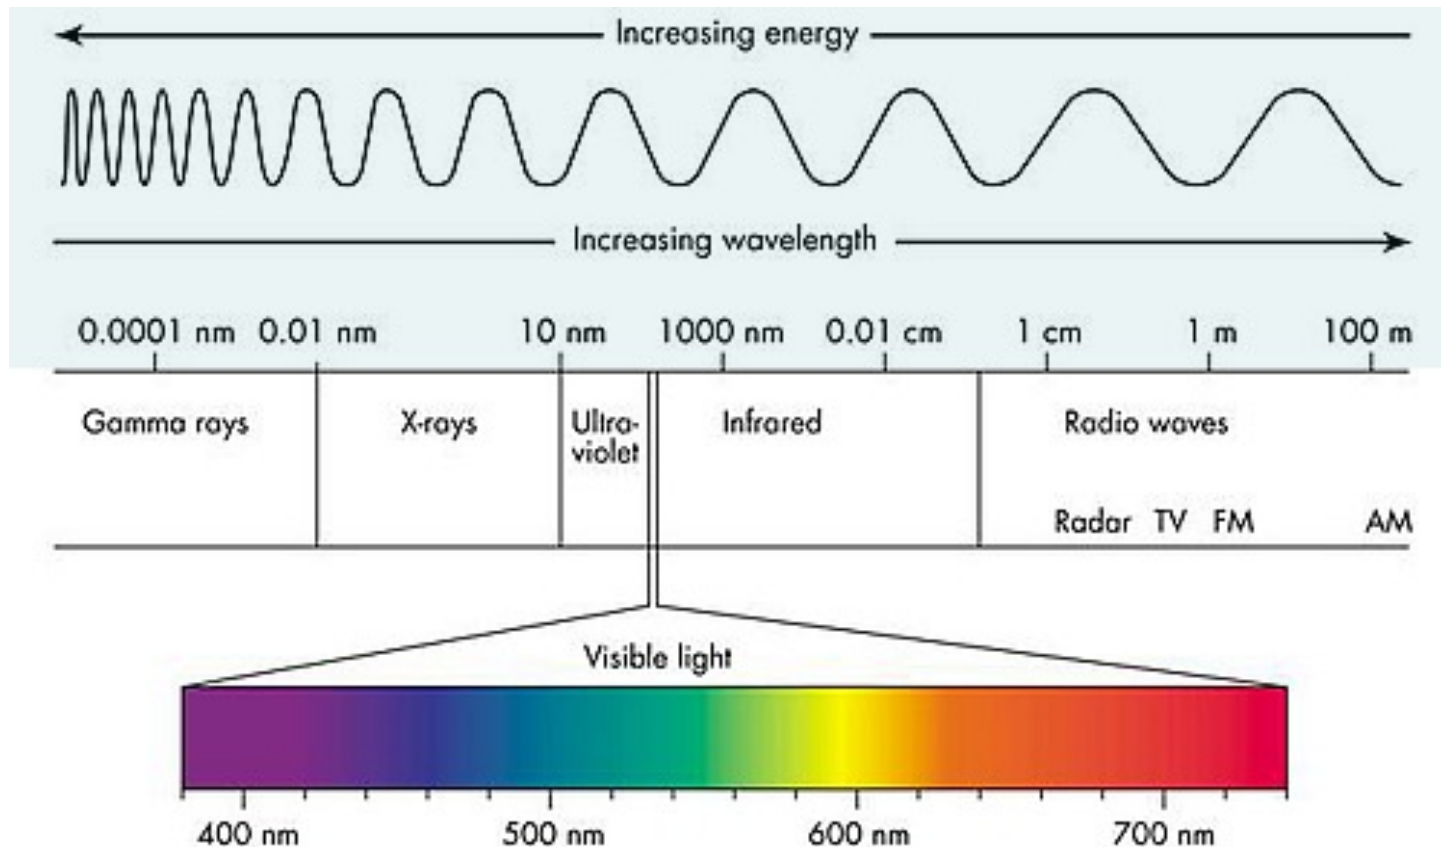 Increasing energy
Increasing wavelength
0.0001 nm 0.01 nm 10 nm 1000 nm 0.01 cm 1 cm 1 m 100 m
Gamma rays X-rays Ultra- Infrared Radio waves
violet
Radar TV FM AM
Visible light
400 nm 500 nm 600 nm 700 nm